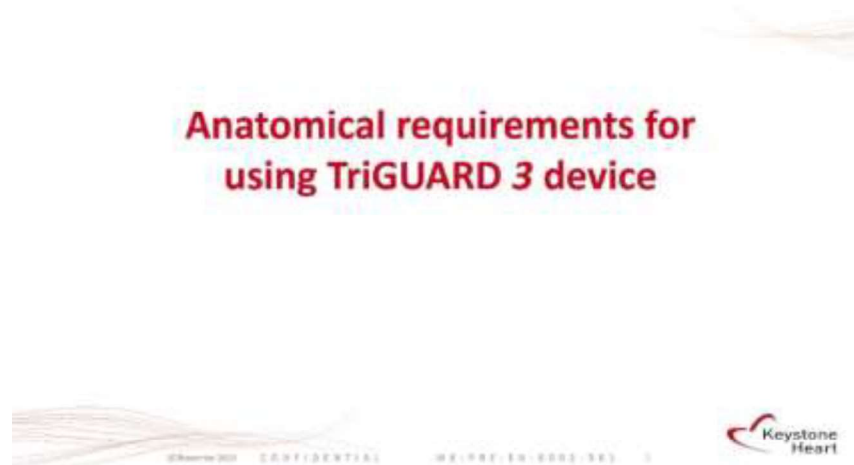 Anatomical requirements for
using TriGUARD 3 device
CONFIDENTIAL
Keystone
Heart